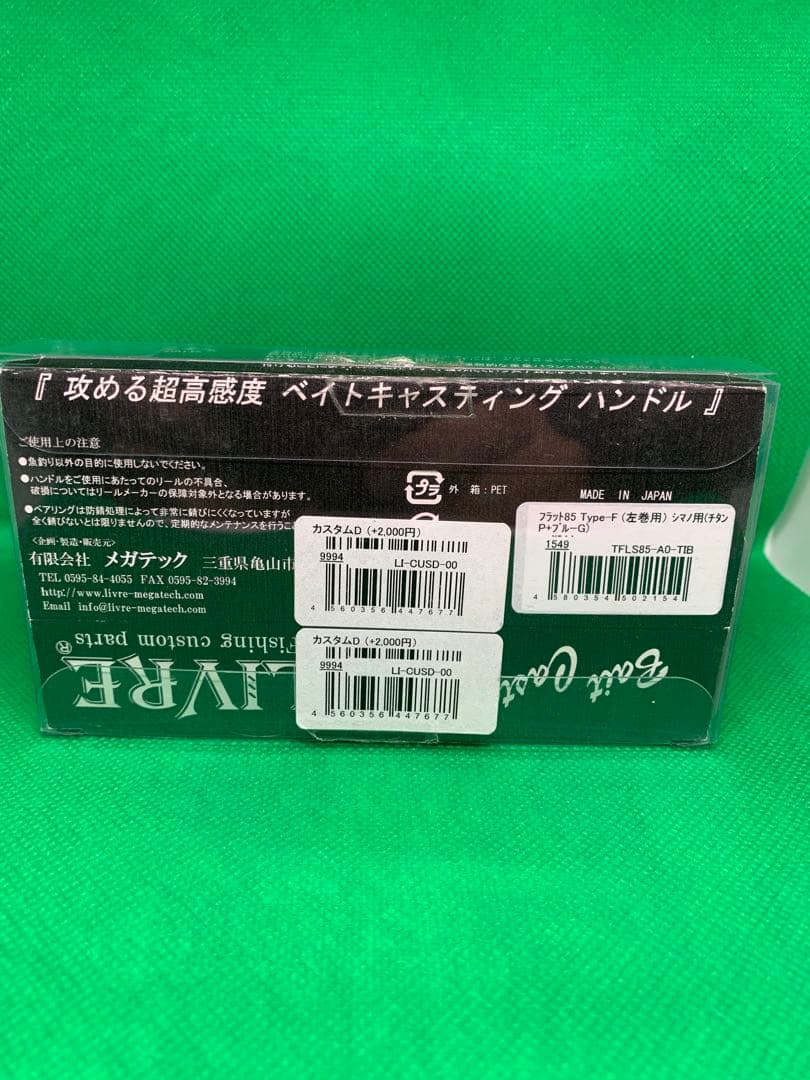 『 攻める超高感度 ベイトキャスティング ハンドル 』
ご使用上の注意
●魚釣り以外の目的に使用しないでください。
●ハンドルをご使用にあたってのリールの不具合、
破損についてはリールメーカーの保障対象外となる場合があります。
●ベアリングは防錆処理によって非常に錆びにくくなっていますが
全く錆びないとは限りませんので、定期的なメンテナンスを行うこ
<企画・製造・販売元>
有限会社 メガテック 三重県亀山市
TEL 0595-84-4055 FAX 0595-82-3994
http://www.livre-megatech.com
Email info@livre-megatech.com
プラ 外 箱：PET
MADE IN JAPAN
カスタムD (+2,000円)
9994
LI-CUSD-00
4 560356 447677
フラット85 Type-F (左巻用) シマノ用(チタン
P+ブルーG)
1549
TFLS85-A0-TIB
4 580354 502154
カスタムD (+2,000円)
9994
LI-CUSD-00
4 560356 447677
Fishing custom parts
LIVRE®
Bait Cast